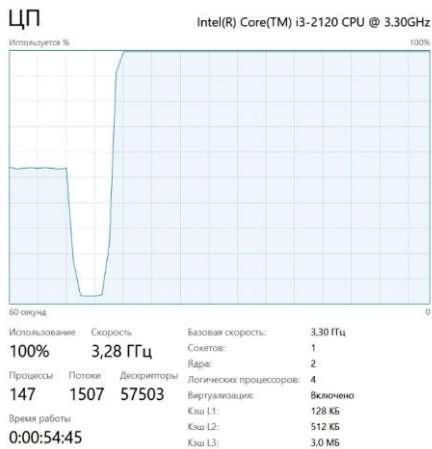 ЦП
Intel(R) Core(TM) i3-2120 CPU @ 3.30GHz
Используется %
100%
60 секунд
0
Использование
Скорость
100%
3,28 ГГц
Процессы
Потоки
Дескрипторы
147
1507
57503
Время работы
0:00:54:45
Базовая скорость: 3,30 ГГц
Сокетов: 1
Ядра: 2
Логических процессоров: 4
Виртуализация: Включено
Кэш L1: 128 КБ
Кэш L2: 512 КБ
Кэш L3: 3,0 МБ